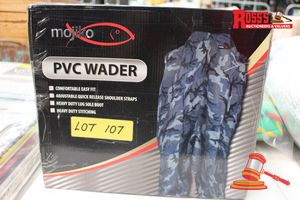 ROSS'S
AUCTIONEERS & VALUERS
mojiko
PVC WADER
- COMFORTABLE EASY FIT
- ADJUSTABLE QUICK RELEASE SHOULDER STRAPS
- HEAVY DUTY LUG SOLE BOOT
- HEAVY DUTY STITCHING
LOT 107